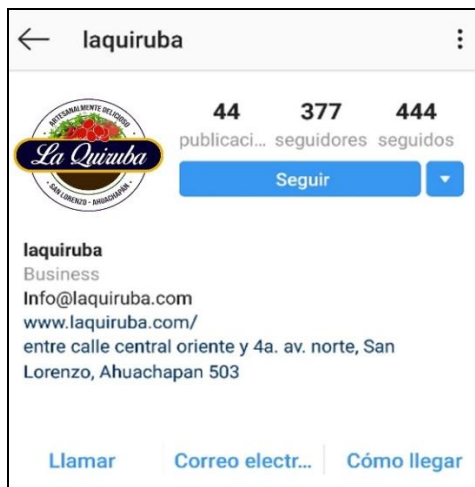 laquiruba
ARTESANALMENTE DELICIOSO
La Quiruba
SAN LORENZO - AHUACHAPÁN
44 377 444
publicaci... seguidores seguidos
Seguir
laquiruba
Business
Info@laquiruba.com
www.laquiruba.com/
entre calle central oriente y 4a. av. norte, San
Lorenzo, Ahuachapan 503
Llamar Correo electr... Cómo llegar